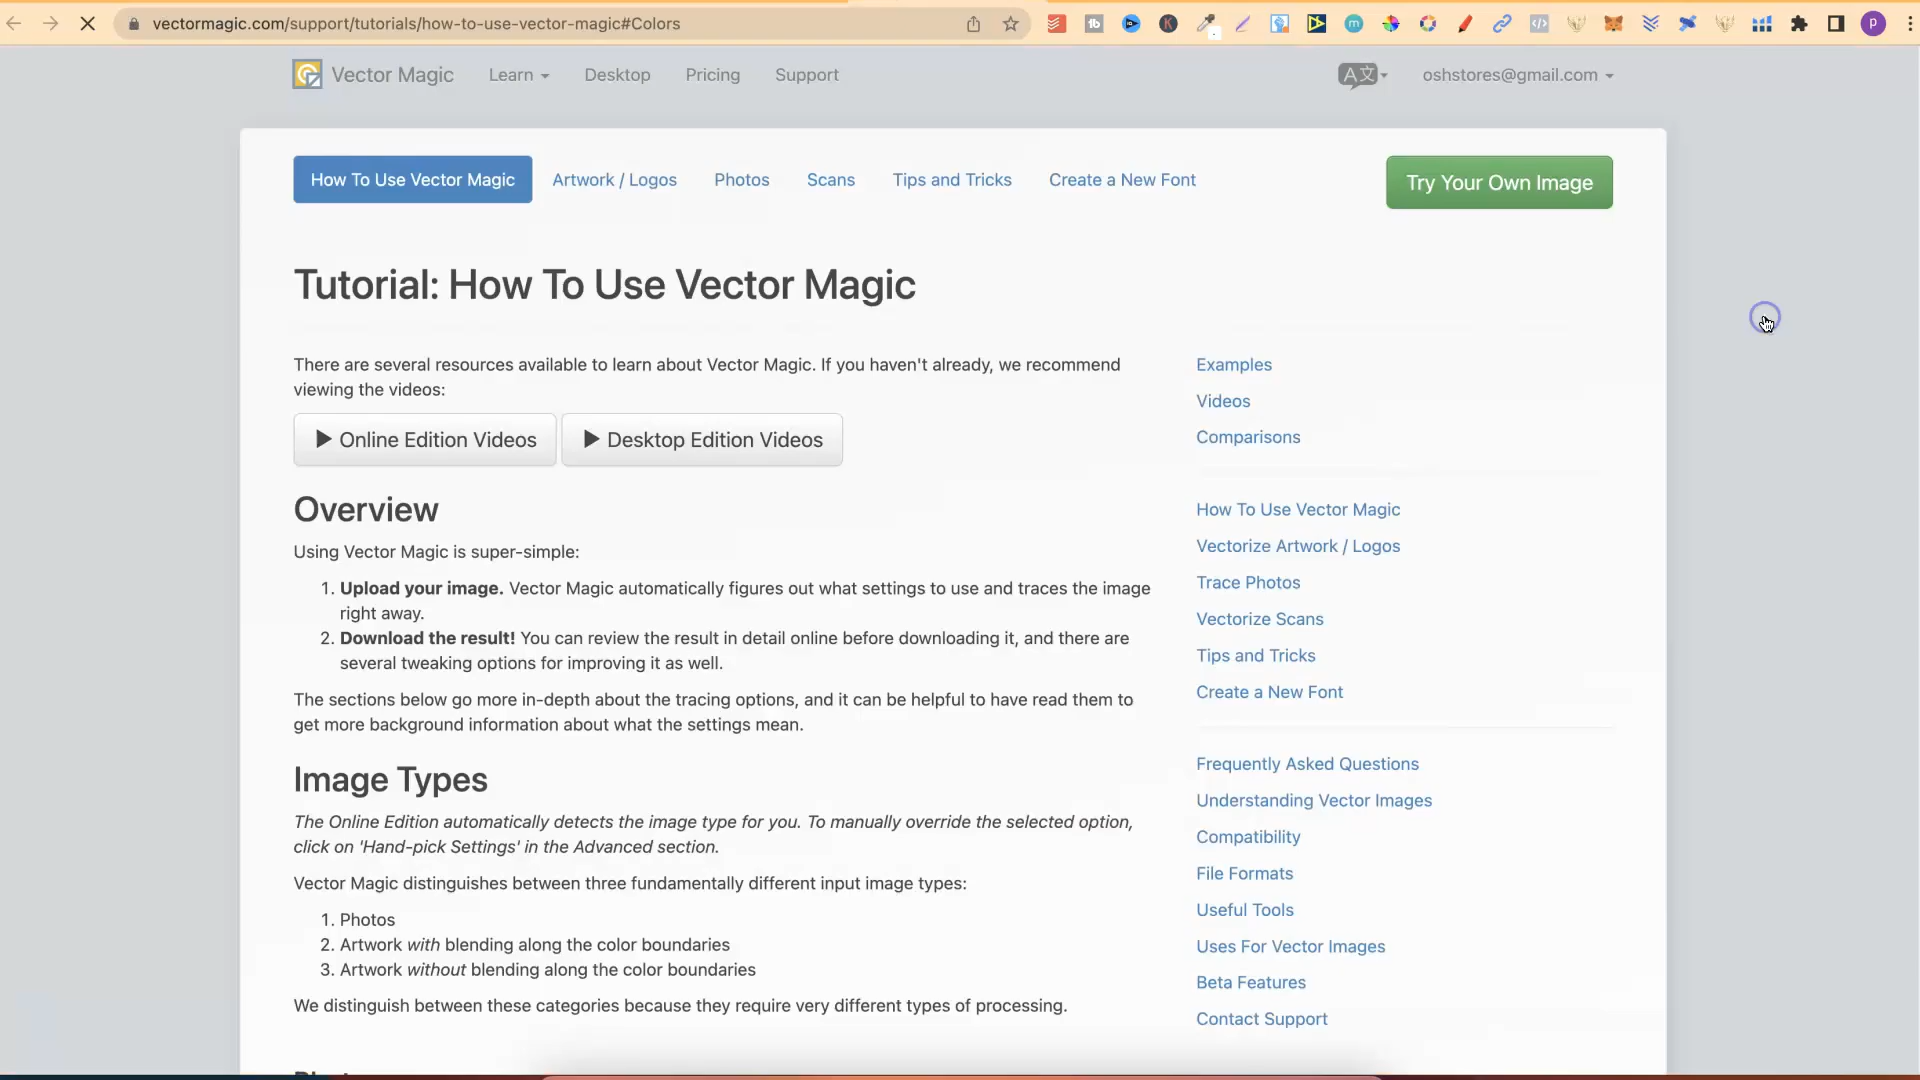 vectormagic.com/support/tutorials/how-to-use-vector-magic#Colors
Vector Magic
Learn
Desktop
Pricing
Support
A文
oshstores@gmail.com
How To Use Vector Magic
Artwork / Logos
Photos
Scans
Tips and Tricks
Create a New Font
Try Your Own Image
Tutorial: How To Use Vector Magic
There are several resources available to learn about Vector Magic. If you haven't already, we recommend
viewing the videos:
Online Edition Videos
Desktop Edition Videos
Overview
Using Vector Magic is super-simple:
1. Upload your image. Vector Magic automatically figures out what settings to use and traces the image
right away.
2. Download the result! You can review the result in detail online before downloading it, and there are
several tweaking options for improving it as well.
The sections below go more in-depth about the tracing options, and it can be helpful to have read them to
get more background information about what the settings mean.
Image Types
The Online Edition automatically detects the image type for you. To manually override the selected option,
click on 'Hand-pick Settings' in the Advanced section.
Vector Magic distinguishes between three fundamentally different input image types:
1. Photos
2. Artwork with blending along the color boundaries
3. Artwork without blending along the color boundaries
We distinguish between these categories because they require very different types of processing.
Examples
Videos
Comparisons
How To Use Vector Magic
Vectorize Artwork / Logos
Trace Photos
Vectorize Scans
Tips and Tricks
Create a New Font
Frequently Asked Questions
Understanding Vector Images
Compatibility
File Formats
Useful Tools
Uses For Vector Images
Beta Features
Contact Support